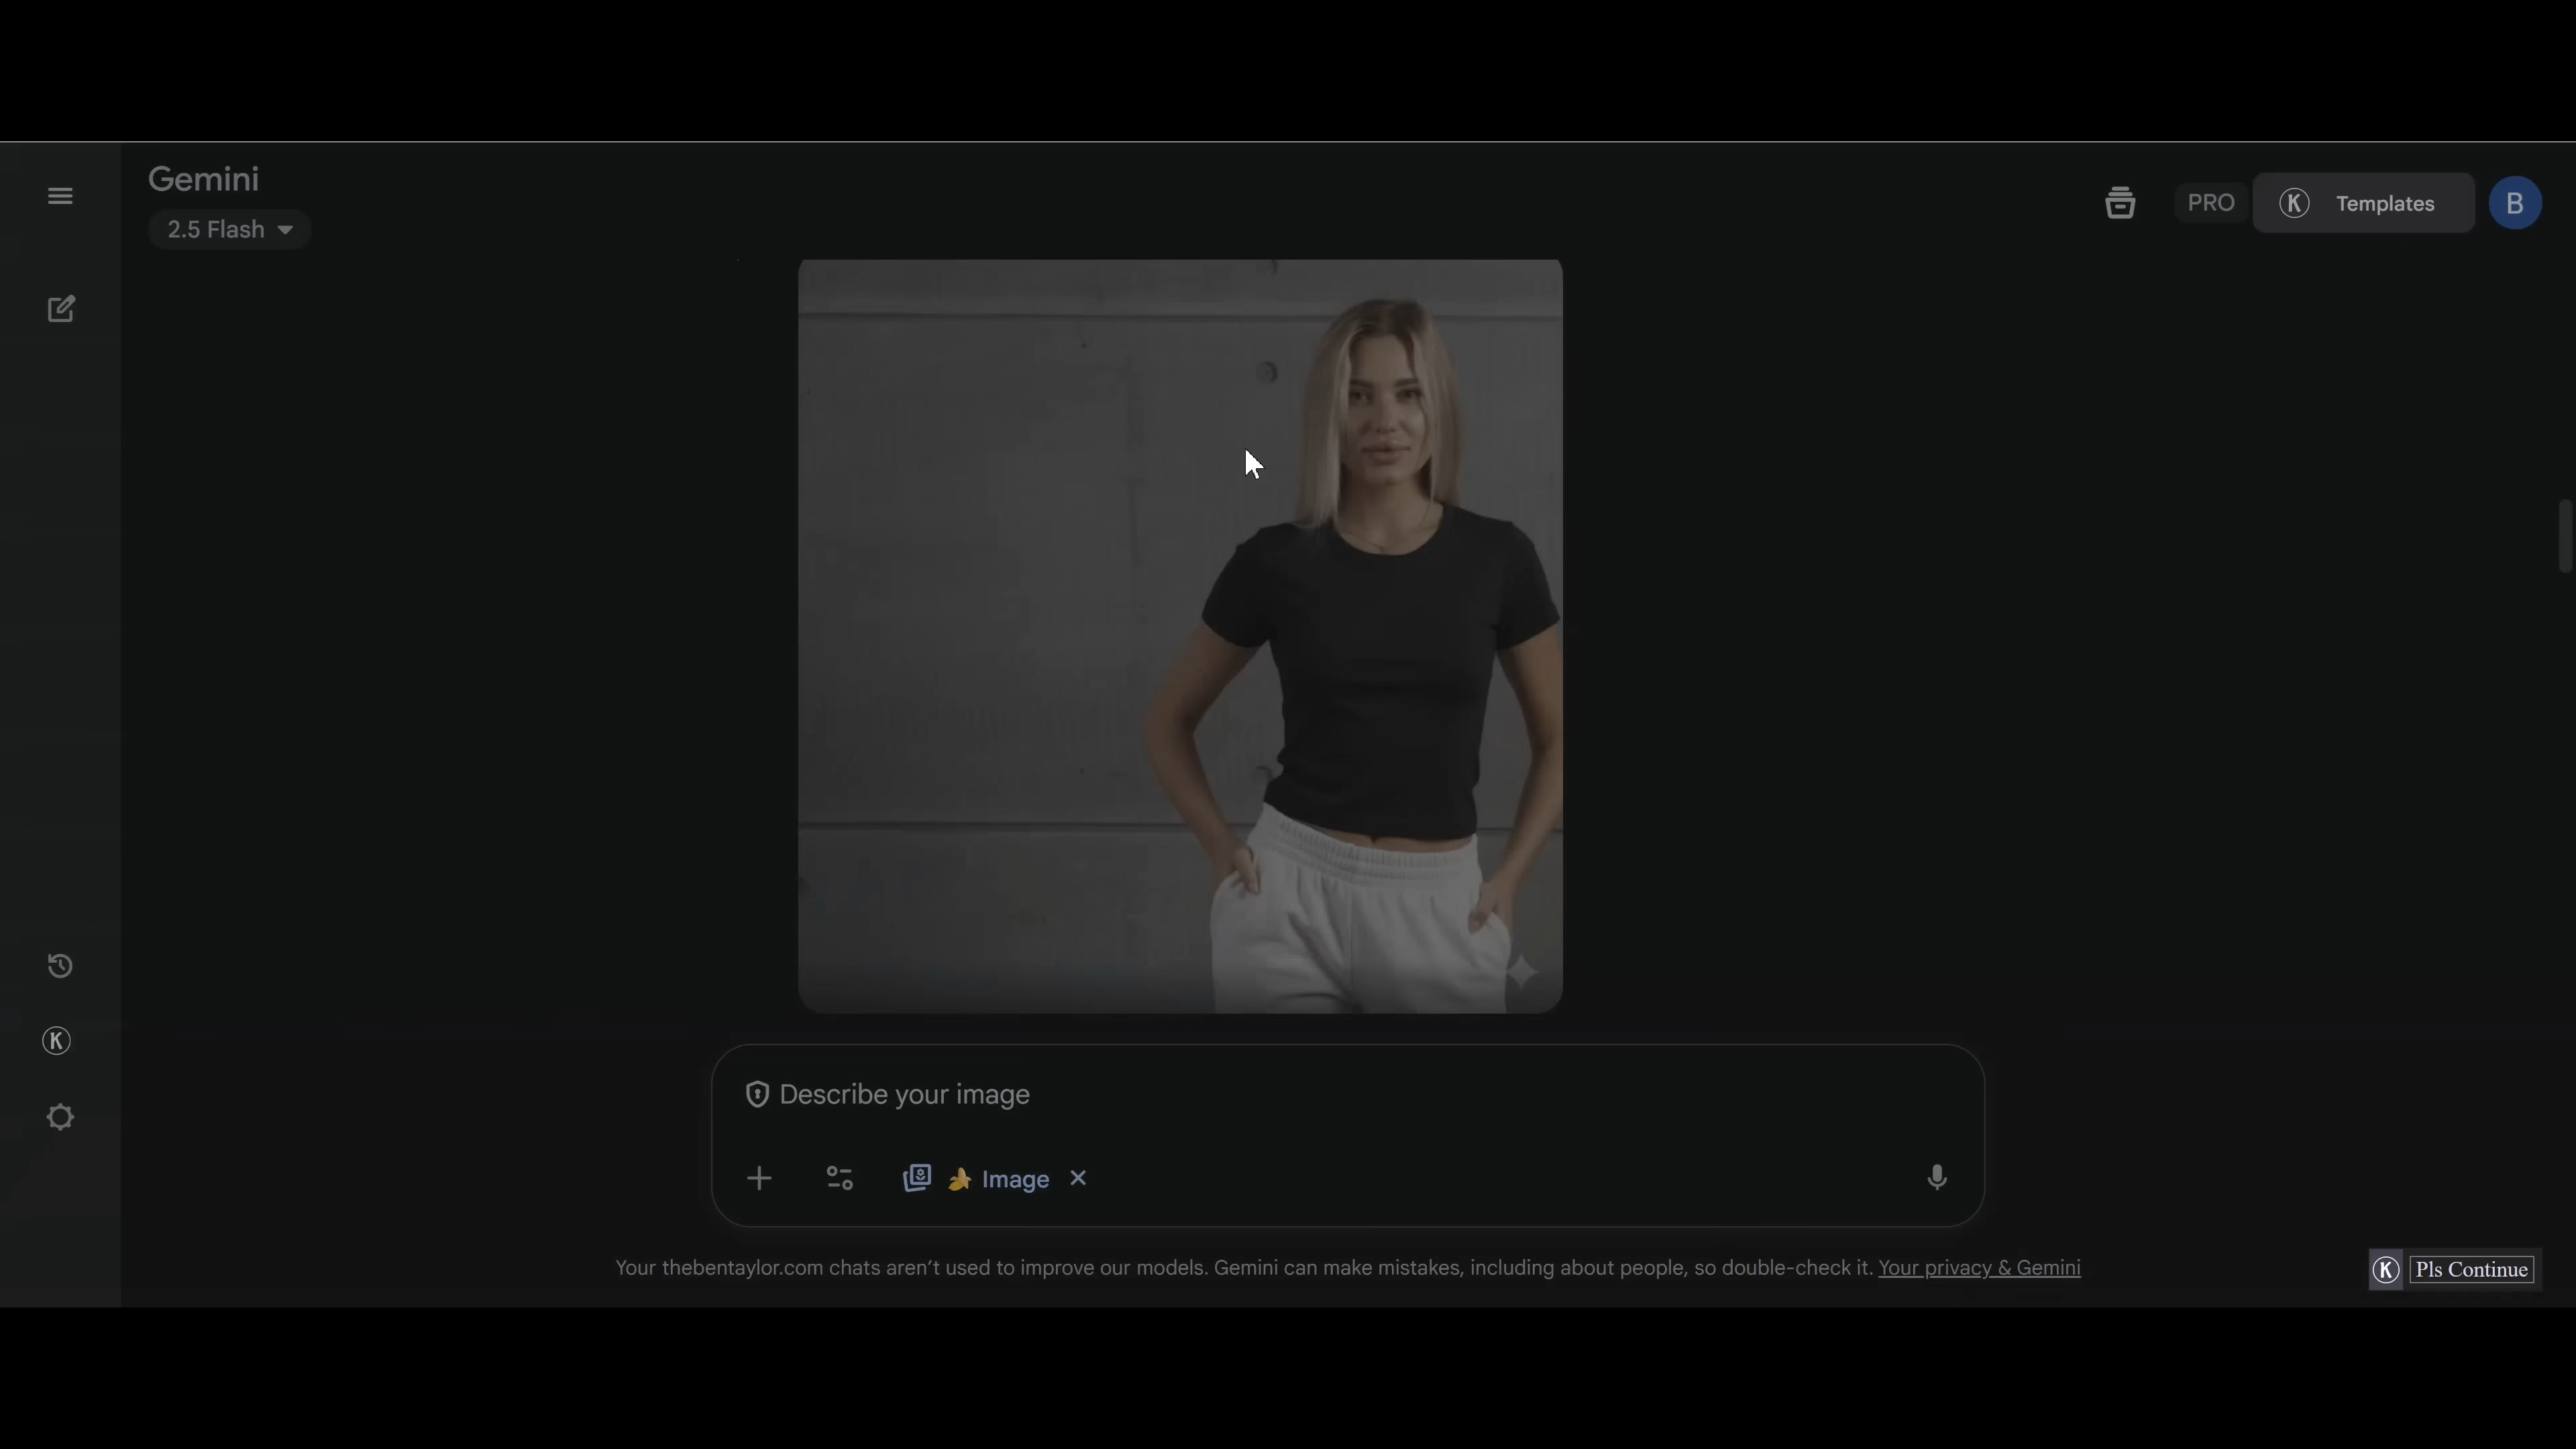 Gemini
2.5 Flash
PRO
K Templates
B
K
Describe your image
Image
Your thebentaylor.com chats aren't used to improve our models. Gemini can make mistakes, including about people, so double-check it. Your privacy & Gemini
K Pls Continue